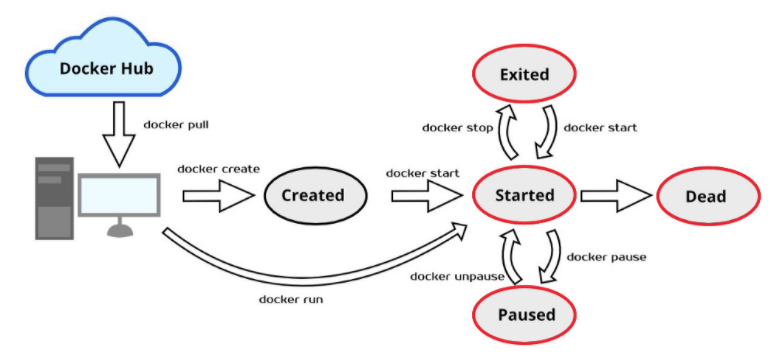 Docker Hub
docker pull
docker create
Created
docker start
Exited
docker stop
docker start
Started
Dead
docker unpause
docker pause
Paused
docker run